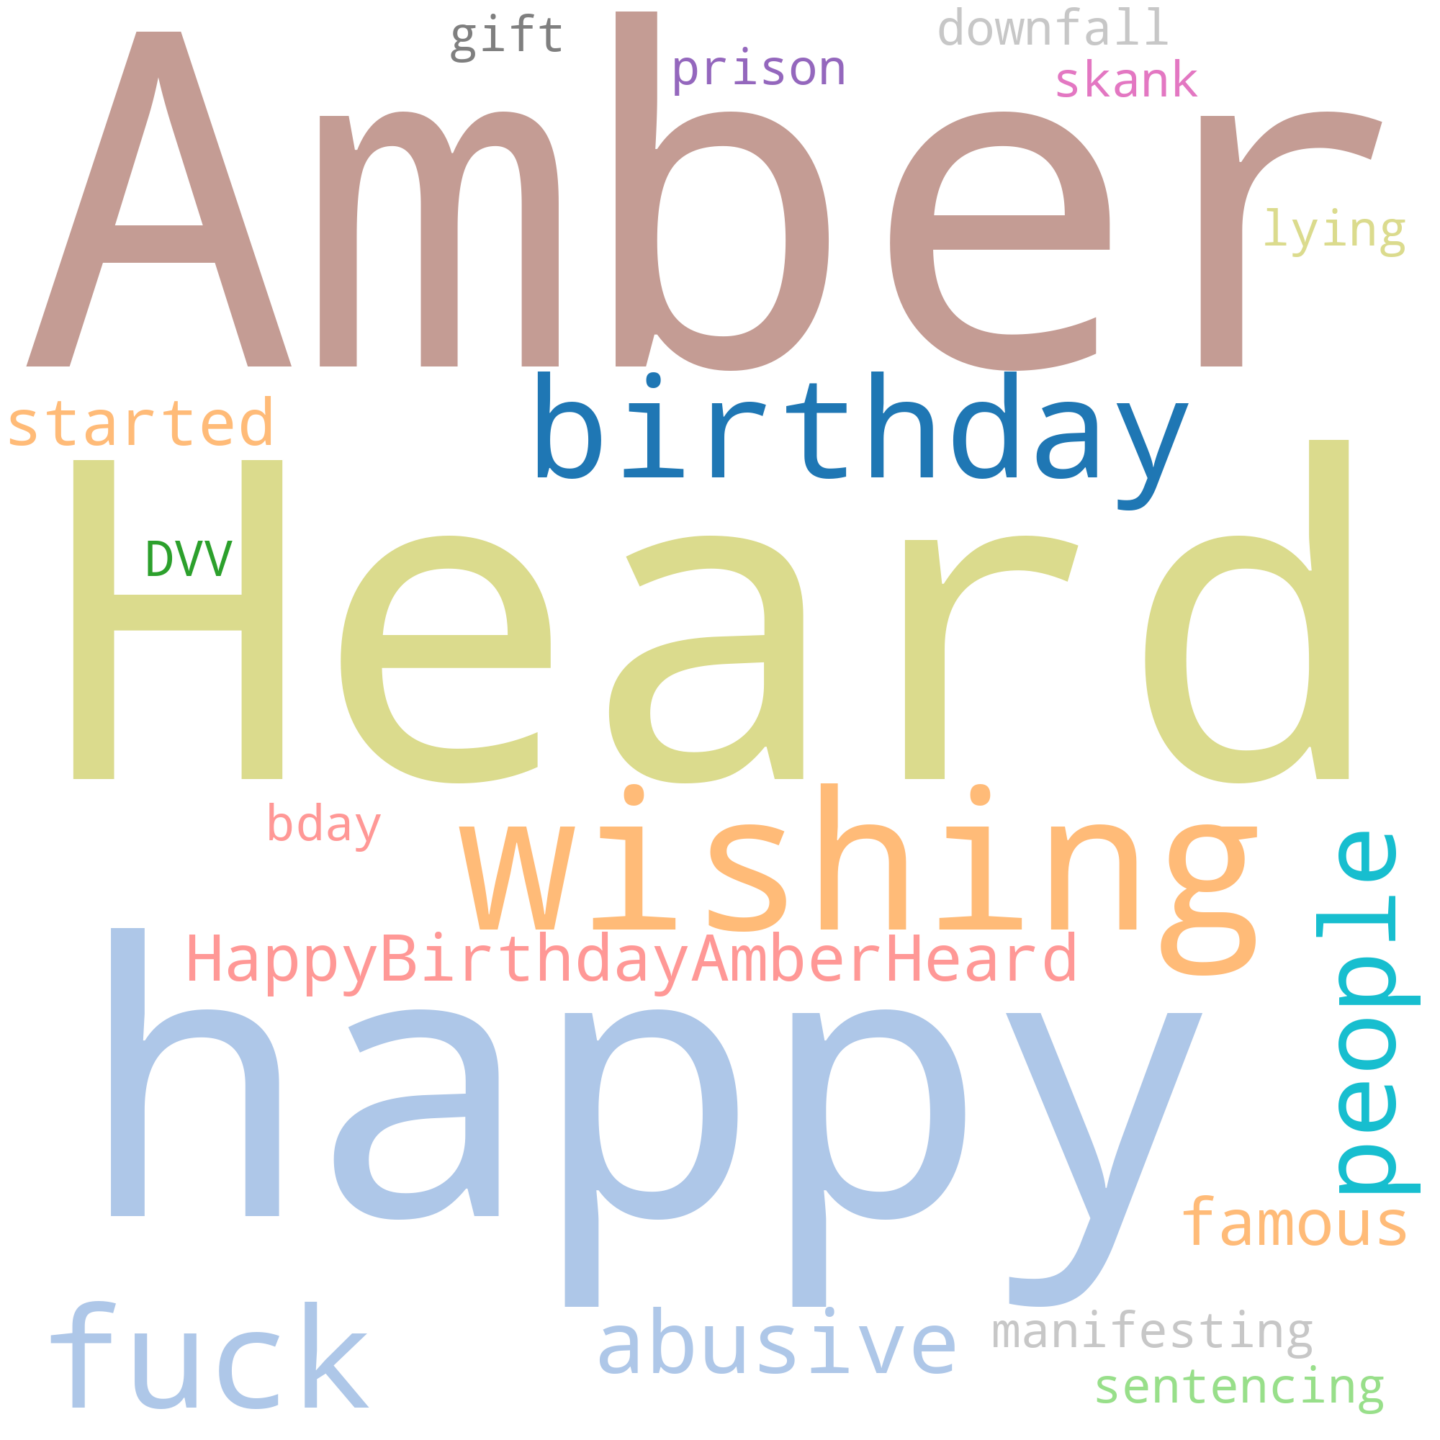 gift
downfall
prison
skank
Amber
lying
birthday
started
Heard
DVV
wishing
bday
people
HappyBirthdayAmberHeard
happy
famous
fuck
abusive
manifesting
sentencing